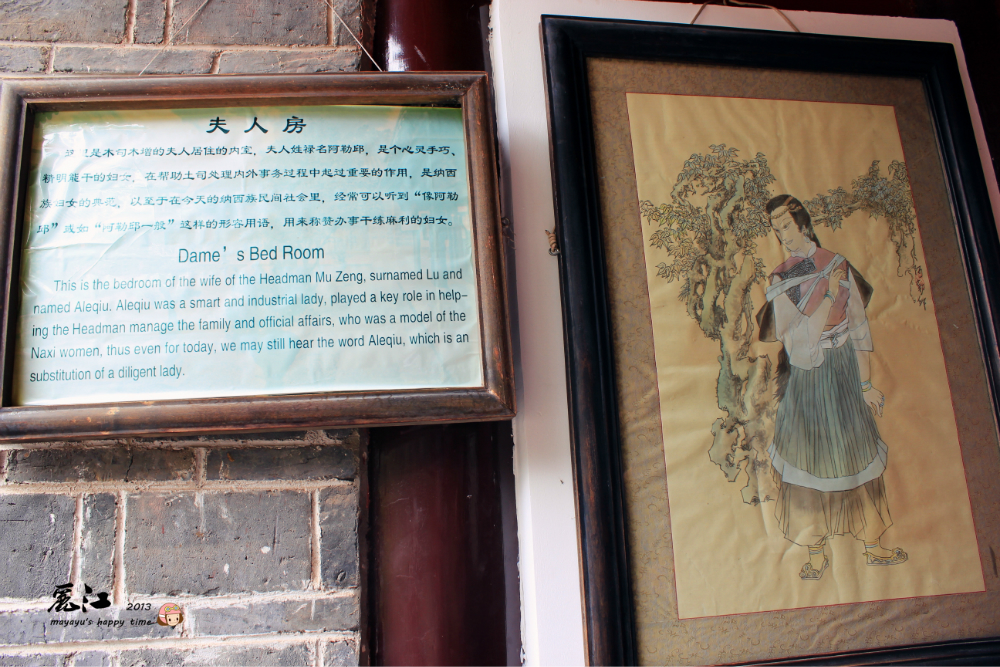 夫人房
这里是木司木增的夫人居住的内室，夫人姓禄名阿勒邱，是个心灵手巧、
积明能干的妇女，在帮助土司处理内外事务过程中起过重要的作用，是纳西
族妇女的典范，以至于在今天的纳西族民间社会里，经常可以听到“像阿勒
邱”或如“阿勒邱一般”这样的形容用语，用来称赞办事干练麻利的妇女。
Dame's Bed Room
This is the bedroom of the wife of the Headman Mu Zeng, surnamed Lu and
named Aleqiu. Aleqiu was a smart and industrial lady, played a key role in help-
ing the Headman manage the family and official affairs, who was a model of the
Naxi women, thus even for today, we may still hear the word Aleqiu, which is an
substitution of a diligent lady.
麗江 2013
mayayu's happy time